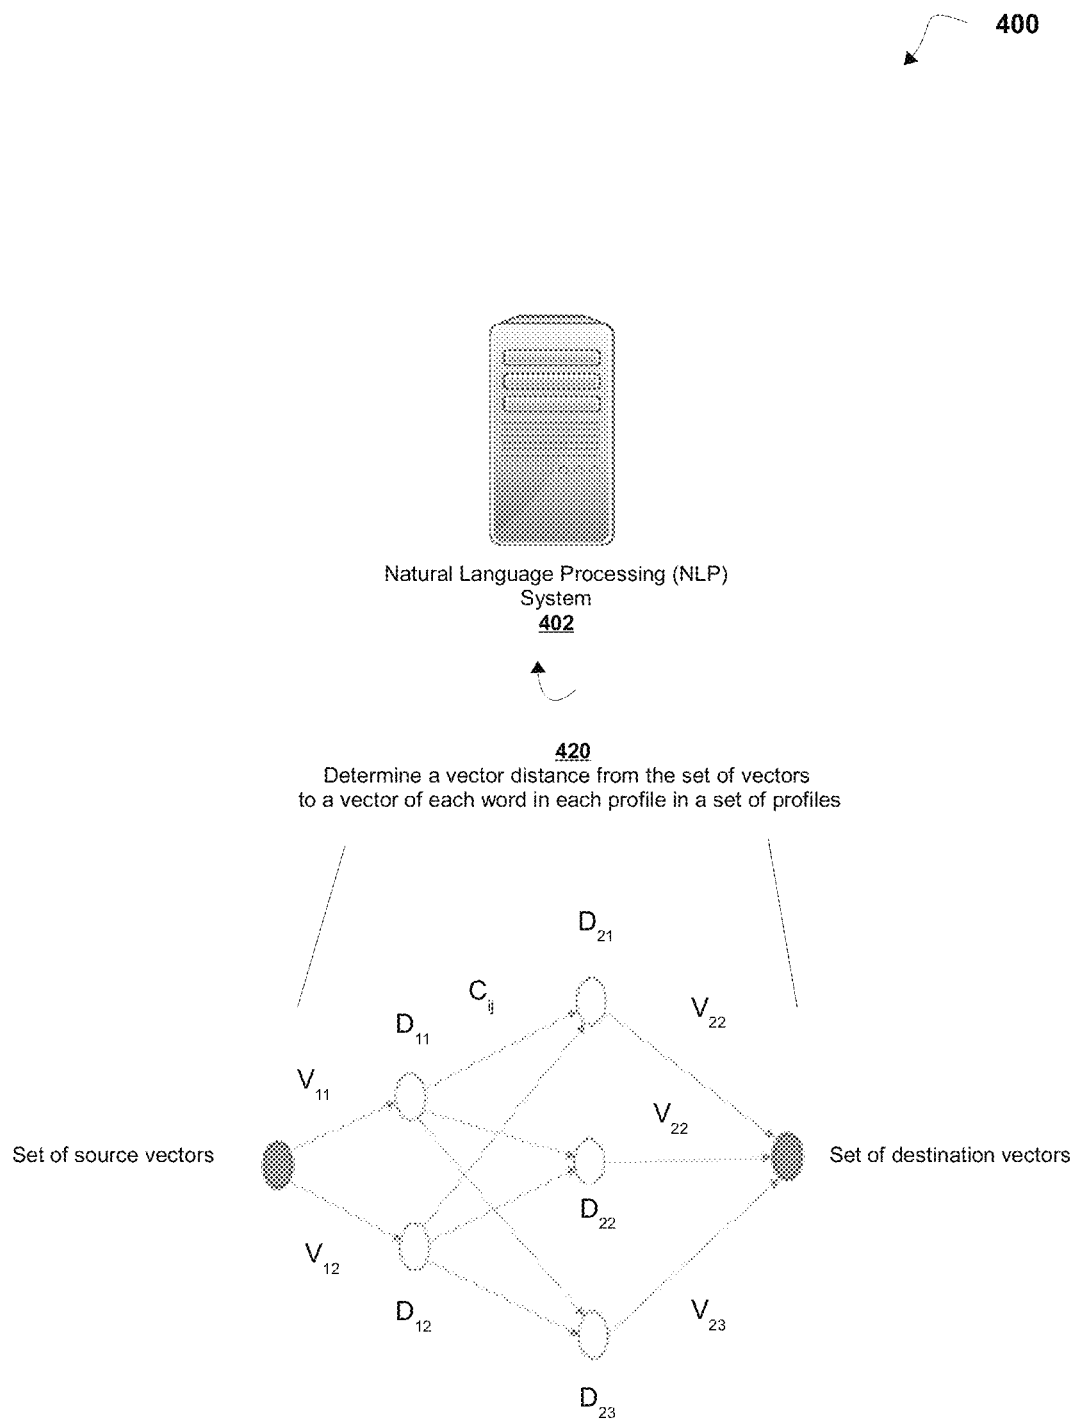 400
Natural Language Processing (NLP)
System
402
420
Determine a vector distance from the set of vectors
to a vector of each word in each profile in a set of profiles
D21
Cij
V22
D11
V11
V22
Set of source vectors
Set of destination vectors
D22
V12
D12
V23
D23